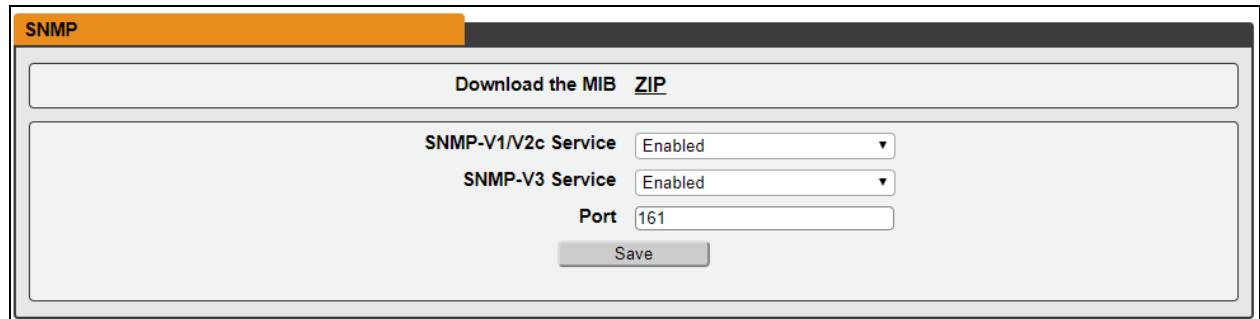 SNMP
Download the MIB ZIP
SNMP-V1/V2c Service Enabled
SNMP-V3 Service Enabled
Port 161
Save